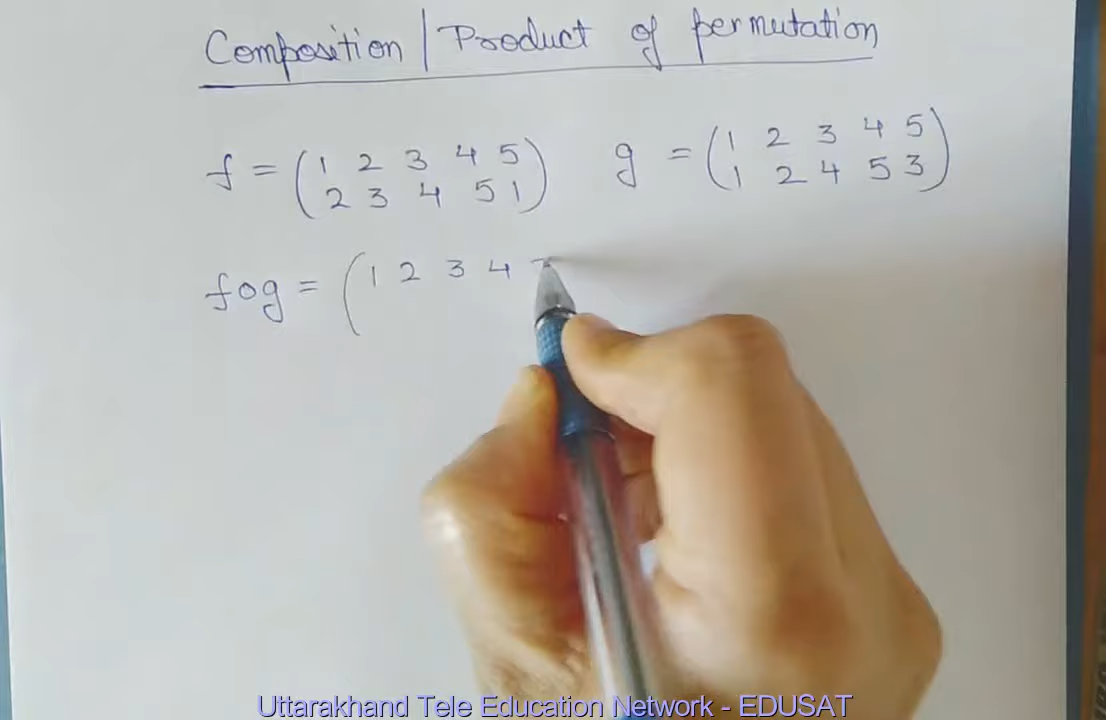 Composition / Product of permutation
f = ( 1 2 3 4 5 ) g = ( 1 2 3 4 5 )
( 2 3 4 5 1 ) ( 1 2 4 5 3 )
fog = ( 1 2 3 4
Uttarakhand Tele Education Network - EDUSAT